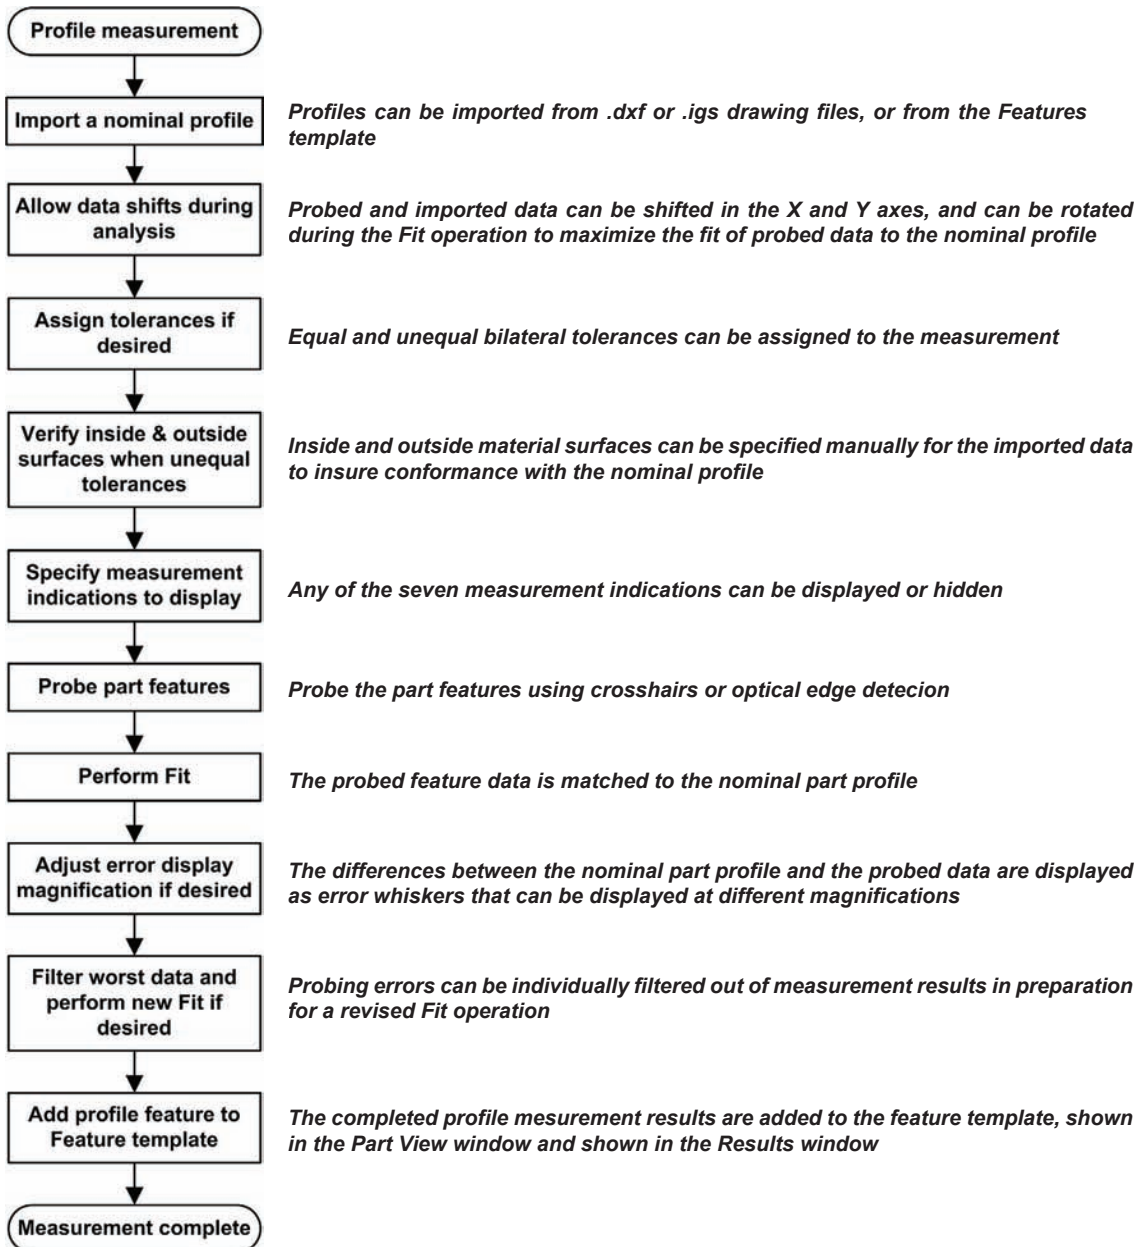 Profile measurement
Import a nominal profile
Profiles can be imported from .dxf or .igs drawing files, or from the Features
template
Allow data shifts during
analysis
Probed and imported data can be shifted in the X and Y axes, and can be rotated
during the Fit operation to maximize the fit of probed data to the nominal profile
Assign tolerances if
desired
Equal and unequal bilateral tolerances can be assigned to the measurement
Verify inside & outside
surfaces when unequal
tolerances
Inside and outside material surfaces can be specified manually for the imported data
to insure conformance with the nominal profile
Specify measurement
indications to display
Any of the seven measurement indications can be displayed or hidden
Probe part features
Probe the part features using crosshairs or optical edge detecion
Perform Fit
The probed feature data is matched to the nominal part profile
Adjust error display
magnification if desired
The differences between the nominal part profile and the probed data are displayed
as error whiskers that can be displayed at different magnifications
Filter worst data and
perform new Fit if
desired
Probing errors can be individually filtered out of measurement results in preparation
for a revised Fit operation
Add profile feature to
Feature template
The completed profile mesurement results are added to the feature template, shown
in the Part View window and shown in the Results window
Measurement complete